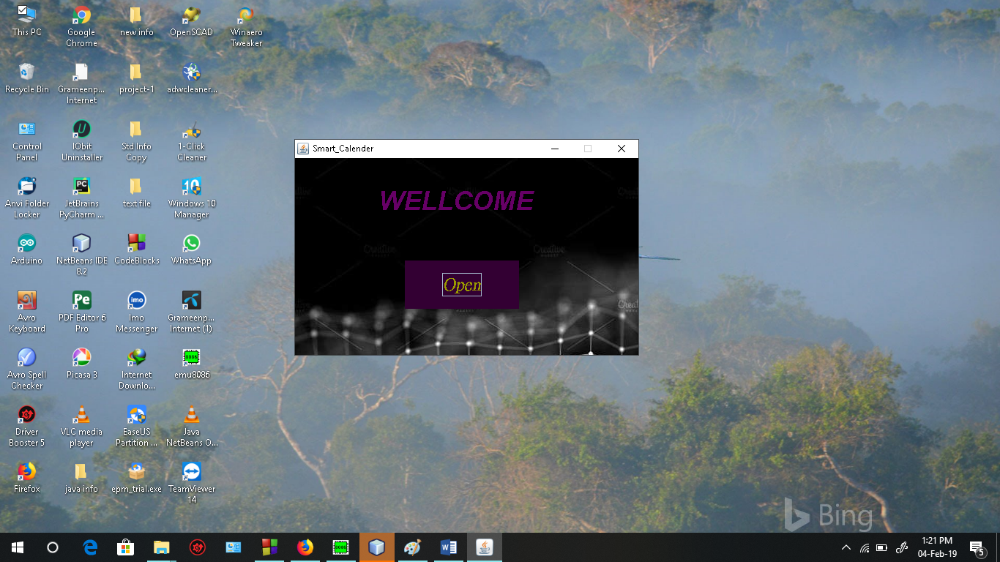 This PC
Google
Chrome
new info
OpenSCAD
Winaero
Tweaker
Recycle Bin
Grameenp...
Internet
project-1
adwcleaner...
Control
Panel
IObit
Uninstaller
Std Info
Copy
1-Click
Cleaner
Anvi Folder
Locker
JetBrains
PyCharm ...
text file
Windows 10
Manager
Arduino
NetBeans IDE
8.2
CodeBlocks
WhatsApp
Avro
Keyboard
PDF Editor 6
Pro
Imo
Messenger
Grameenp...
Internet (1)
Avro Spell
Checker
Picasa 3
Internet
Downlo...
emu8086
Driver
Booster 5
VLC media
player
EaseUS
Partition ...
Java
NetBeans O...
Firefox
java info
epm_trial.exe
TeamViewer
14
Smart_Calender
WELLCOME
Creative
MARKET
Creative
MARKET
Open
Bing
1:21 PM
04-Feb-19
5